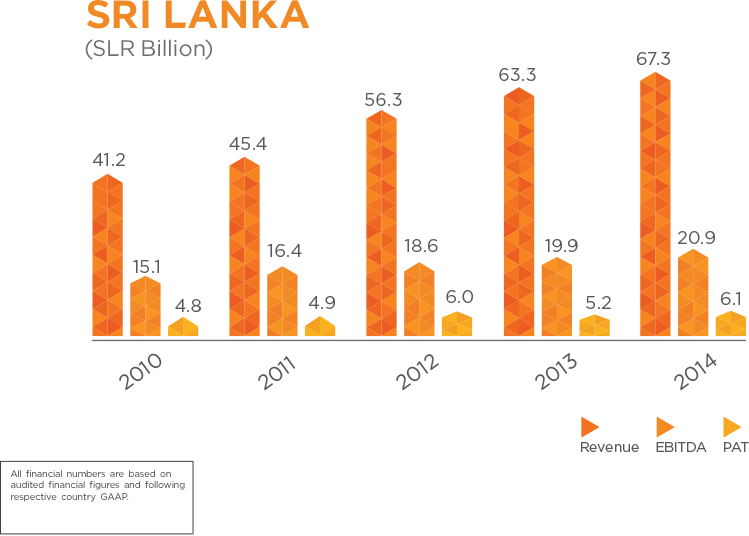 SRI LANKA
(SLR Billion)
41.2
15.1
4.8
45.4
16.4
4.9
56.3
18.6
6.0
63.3
19.9
5.2
67.3
20.9
6.1
2010
2011
2012
2013
2014
Revenue
EBITDA
PAT
All financial numbers are based on
audited financial figures and following
respective country GAAP.